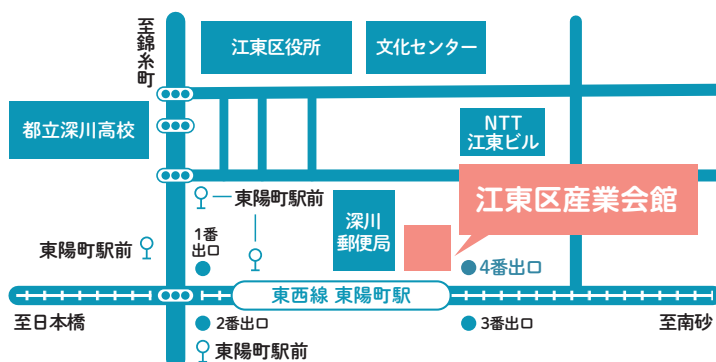 至錦糸町
江東区役所
文化センター
都立深川高校
NTT
江東ビル
江東区産業会館
東陽町駅前
深川
郵便局
1番
出口
東陽町駅前
4番出口
東西線 東陽町駅
至日本橋
2番出口
3番出口
至南砂
東陽町駅前